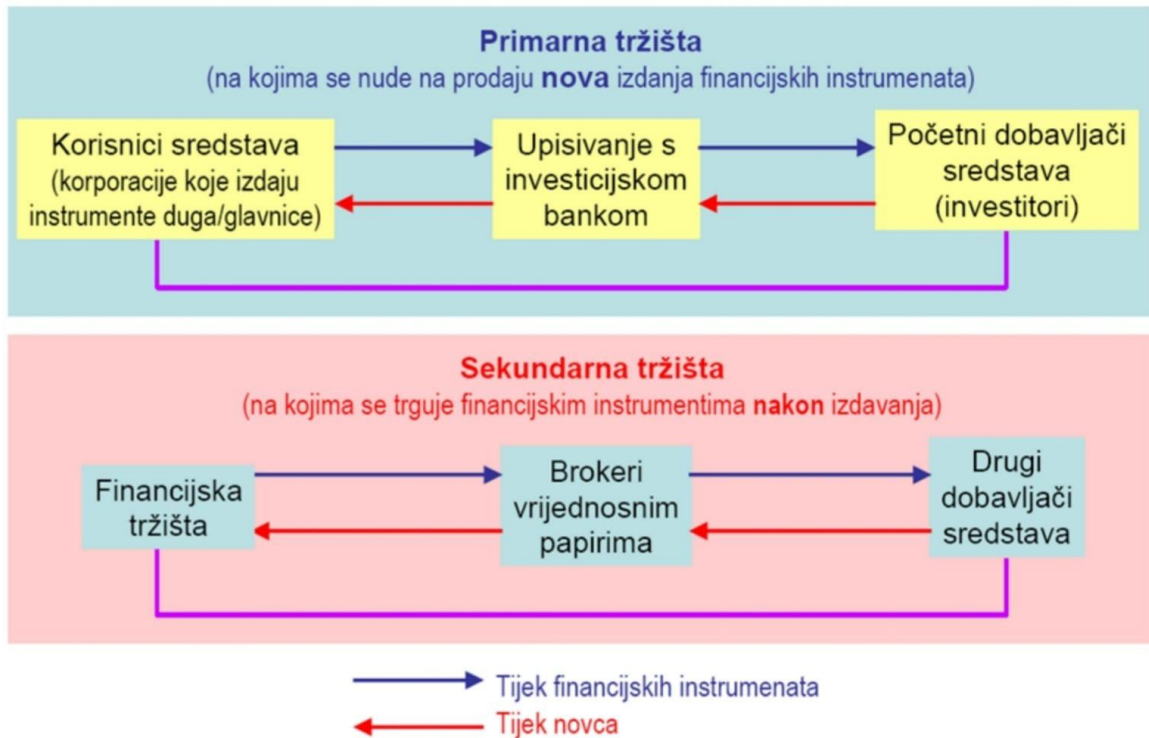 Primarna tržišta
(na kojima se nude na prodaju nova izdanja financijskih instrumenata)
Korisnici sredstava
(korporacije koje izdaju
instrumente duga/glavnice)
Upisivanje s
investicijskom
bankom
Početni dobavljači
sredstava
(investitori)
Sekundarna tržišta
(na kojima se trguje financijskim instrumentima nakon izdavanja)
Financijska
tržišta
Brokeri
vrijednosnim
papirima
Drugi
dobavljači
sredstava
Tijek financijskih instrumenata
Tijek novca